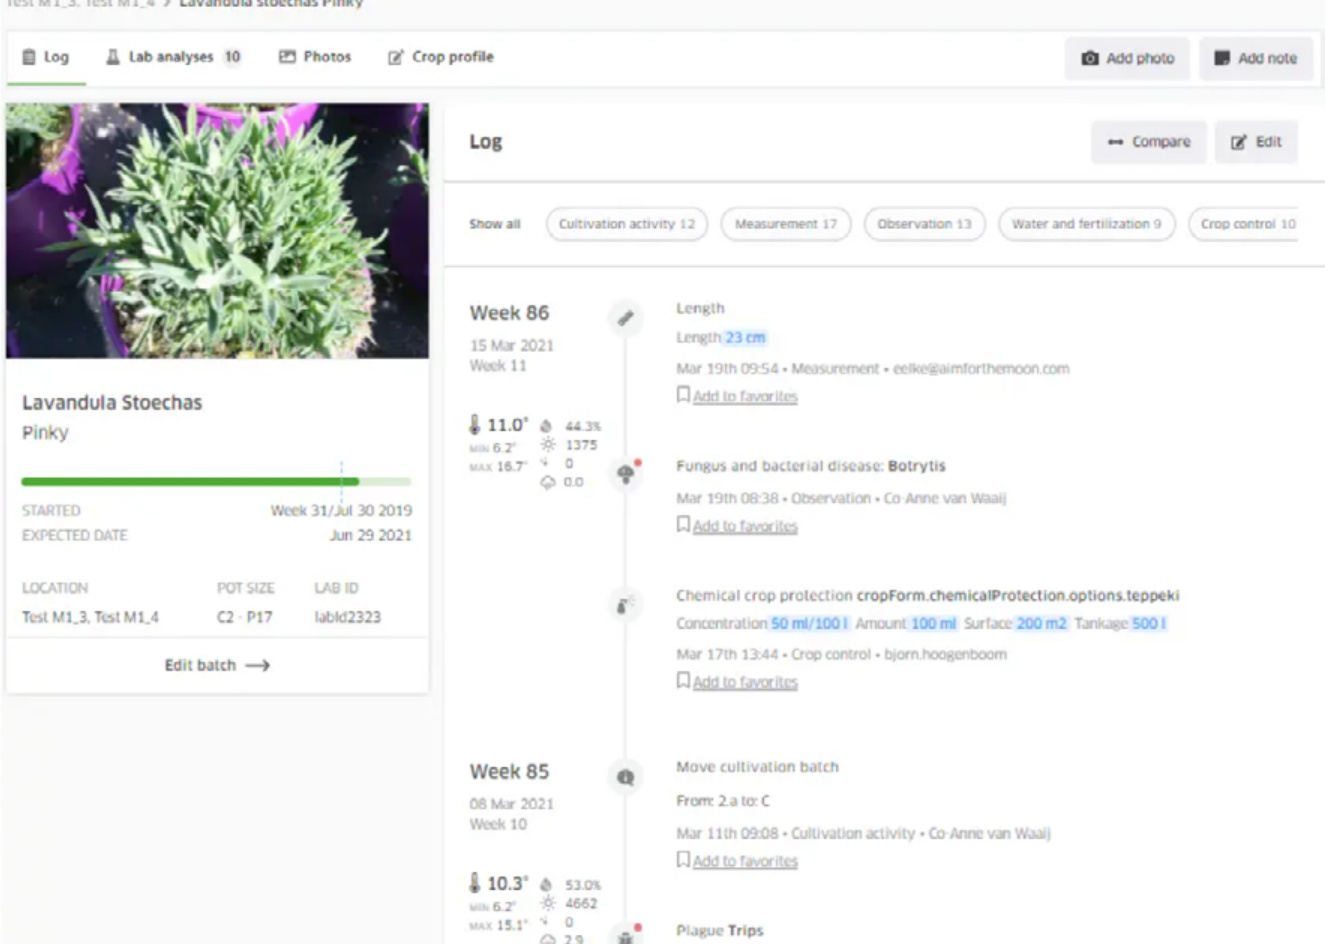 Test M1_3, Test M1_4 > Lavandula stoechas Pinky
Log
Lab analyses 10
Photos
Crop profile
Add photo
Add note
Log
Compare
Edit
Show all
Cultivation activity 12
Measurement 17
Observation 13
Water and fertilization 9
Crop control 10
Lavandula Stoechas
Pinky
STARTED Week 31/Jul 30 2019
EXPECTED DATE Jun 29 2021
LOCATION POT SIZE LAB ID
Test M1_3, Test M1_4 C2 - P17 labId2323
Edit batch →
Week 86
15 Mar 2021
Week 11
11.0° 44.3%
MIN 6.2° 1375
MAX 16.7° 0
0.0
Length
Length 23 cm
Mar 19th 09:54 • Measurement • eelke@aimforthemoon.com
Add to favorites
Fungus and bacterial disease: Botrytis
Mar 19th 08:38 • Observation • Co-Anne van Waaij
Add to favorites
Chemical crop protection cropForm.chemicalProtection.options.teppeki
Concentration 50 ml/100 l Amount 100 ml Surface 200 m2 Tankage 500 l
Mar 17th 13:44 • Crop control • bjorn.hoogenboom
Add to favorites
Week 85
08 Mar 2021
Week 10
10.3° 53.0%
MIN 6.2° 4662
MAX 15.1° 0
2.9
Move cultivation batch
From: 2.a to: C
Mar 11th 09:08 • Cultivation activity • Co-Anne van Waaij
Add to favorites
Plague Trips